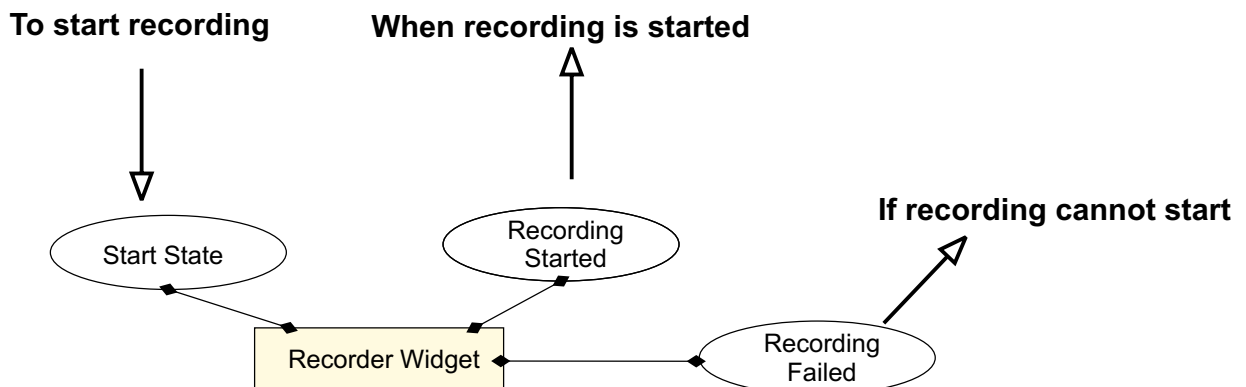 To start recording
When recording is started
If recording cannot start
Start State
Recording
Started
Recorder Widget
Recording
Failed